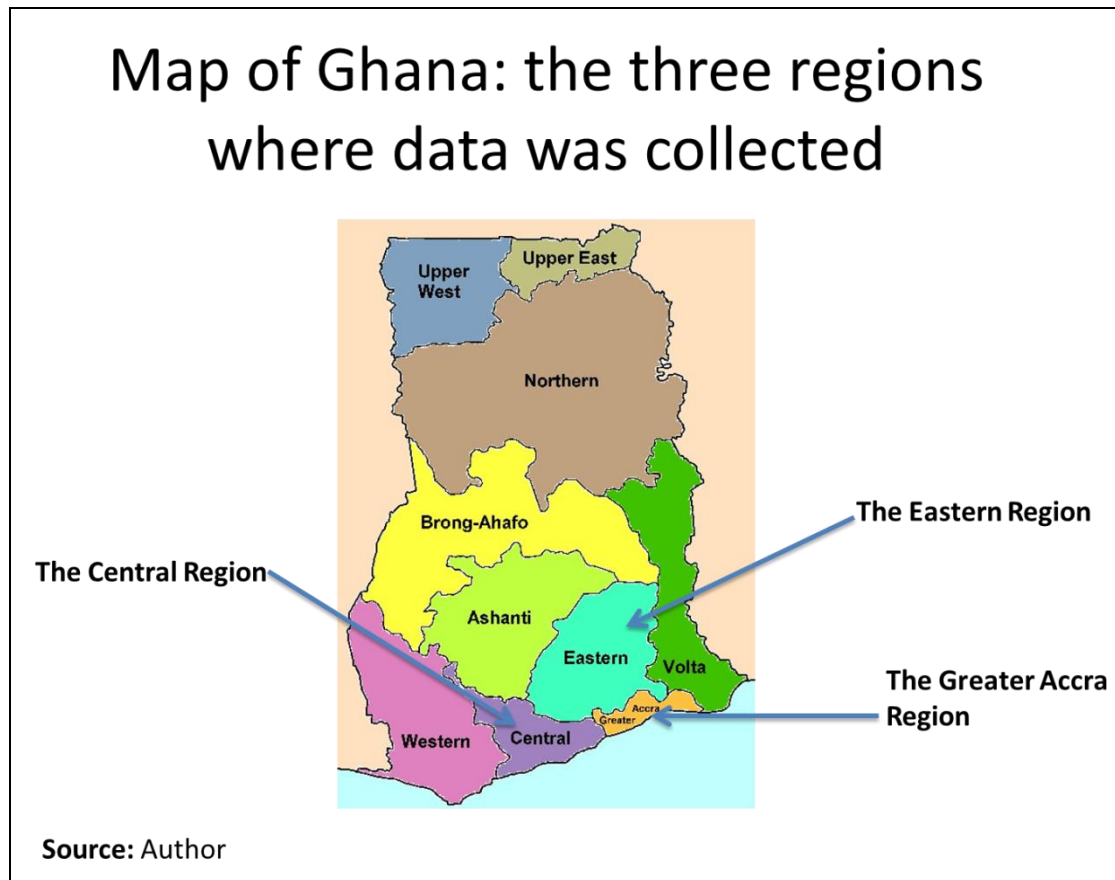 Map of Ghana: the three regions
where data was collected
Upper East
Upper
West
Northern
Brong-Ahafo
The Eastern Region
The Central Region
Ashanti
Eastern
Volta
The Greater Accra
Region
Accra
Greater
Western
Central
Source: Author